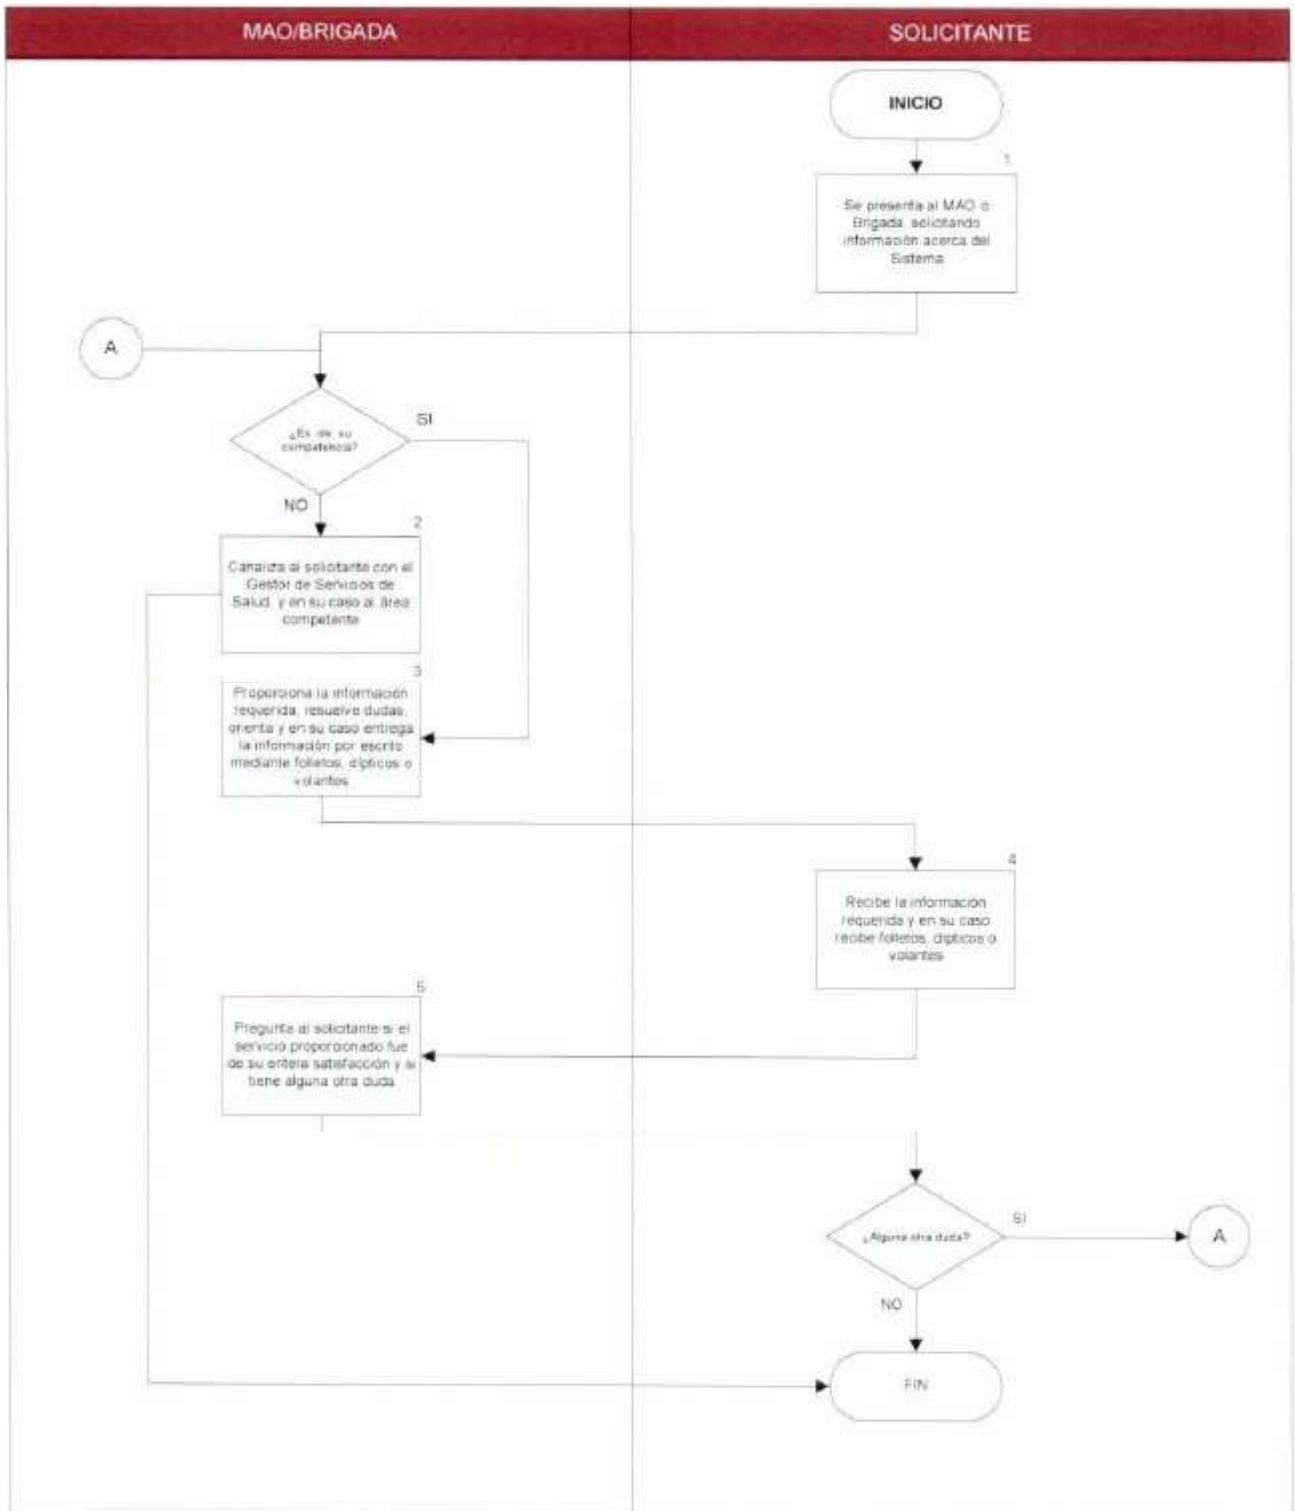 MAO/BRIGADA
SOLICITANTE
INICIO
1
Se presenta al MAO o
Brigada, solicitando
información acerca del
Sistema
A
¿Es de su
competencia?
SI
NO
2
Canaliza al solicitante con el
Gestor de Servicios de
Salud, y en su caso al área
competente
3
Proporciona la información
requerida, resuelve dudas,
orienta y en su caso entrega
la información por escrito
mediante folletos, dípticos o
volantes
4
Recibe la información
requerida y en su caso
recibe folletos, dípticos o
volantes
5
Pregunta al solicitante si el
servicio proporcionado fue
de su entera satisfacción y si
tiene alguna otra duda
¿Alguna otra duda?
SI
A
NO
FIN